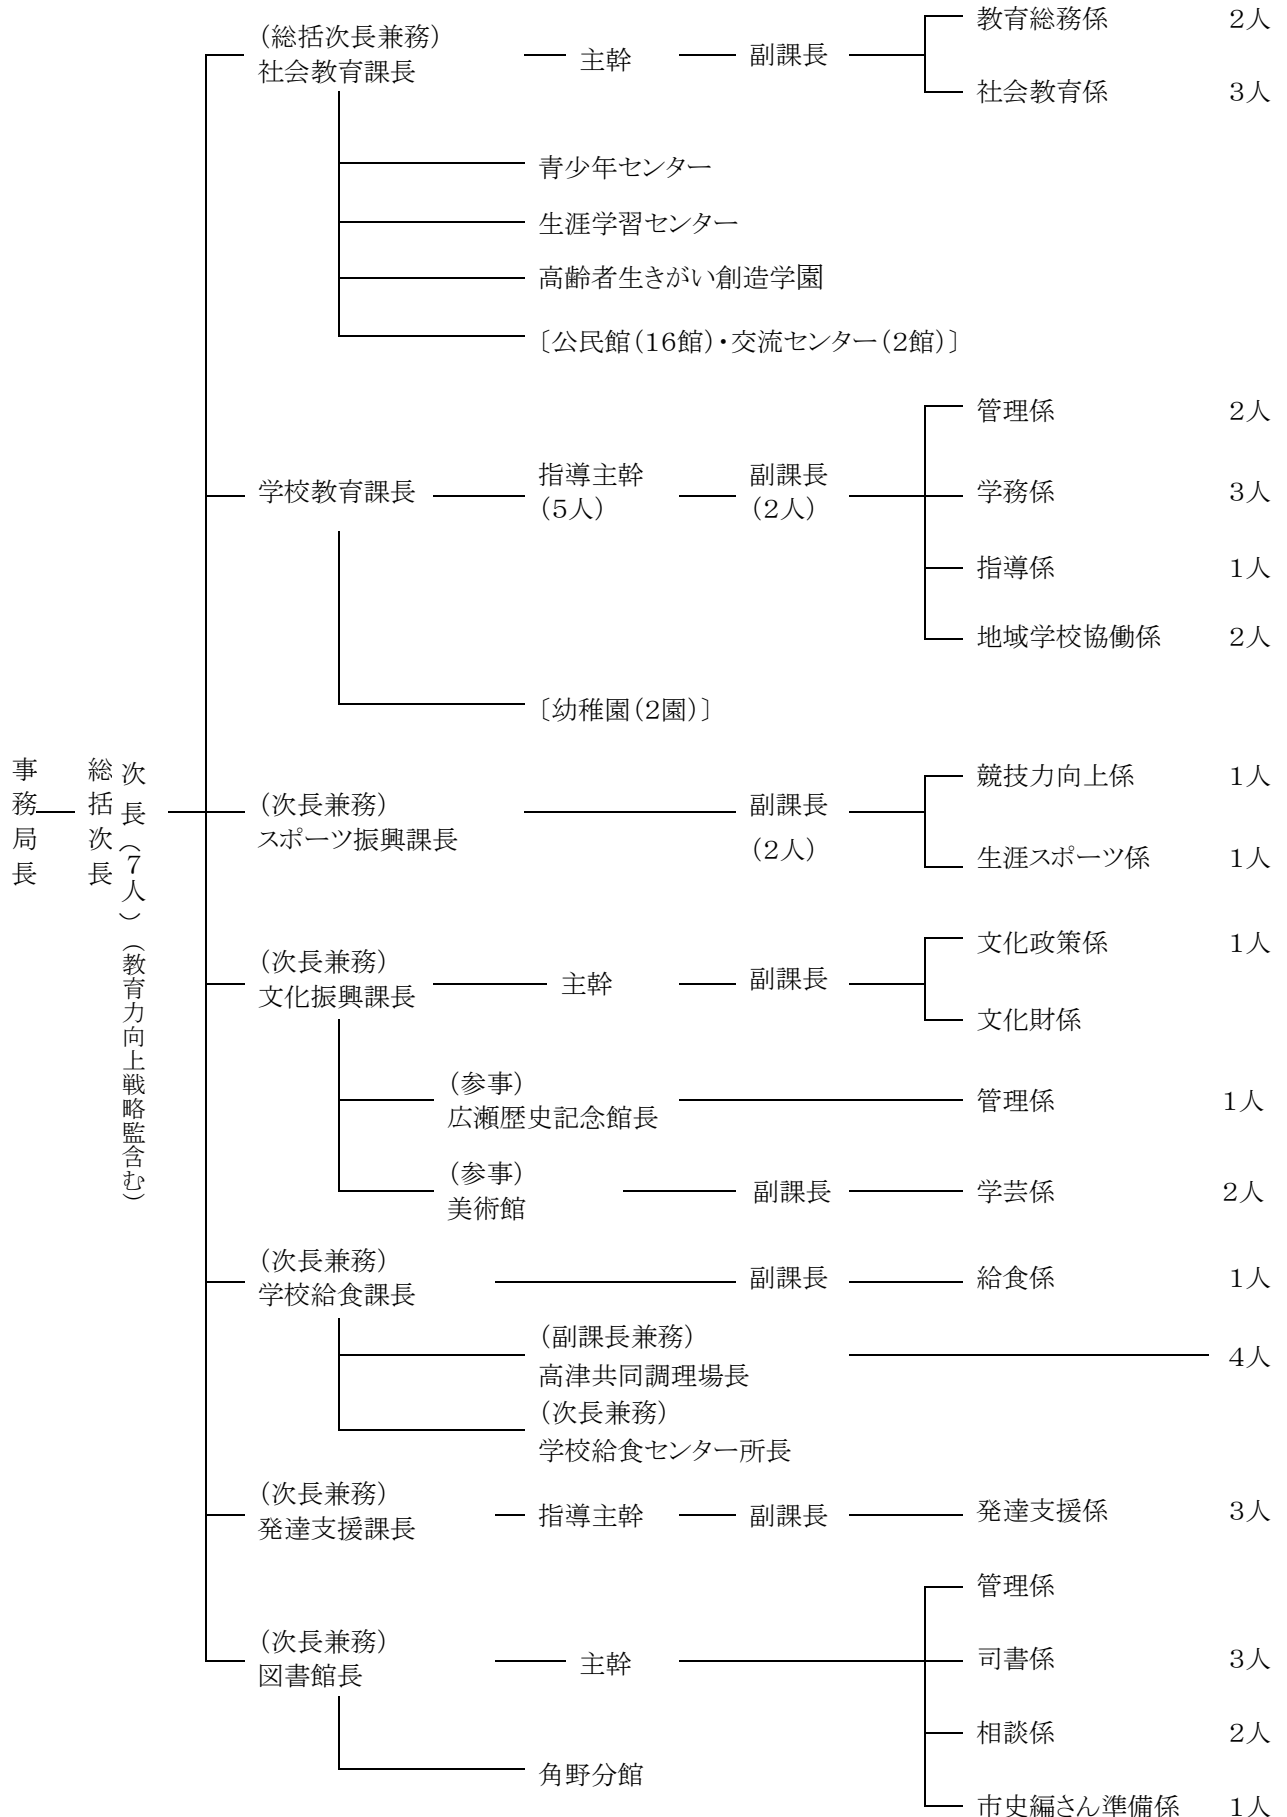 事務局長
総括次長
次長（7人）（教育力向上戦略監含む）
（総括次長兼務）
社会教育課長
主幹
副課長
教育総務係 2人
社会教育係 3人
青少年センター
生涯学習センター
高齢者生きがい創造学園
〔公民館（16館）・交流センター（2館）〕
学校教育課長
指導主幹
（5人）
副課長
（2人）
管理係 2人
学務係 3人
指導係 1人
地域学校協働係 2人
〔幼稚園（2園）〕
（次長兼務）
スポーツ振興課長
副課長
（2人）
競技力向上係 1人
生涯スポーツ係 1人
（次長兼務）
文化振興課長
主幹
副課長
文化政策係 1人
文化財係
（参事）
広瀬歴史記念館長
管理係 1人
（参事）
美術館
副課長
学芸係 2人
（次長兼務）
学校給食課長
副課長
給食係 1人
（副課長兼務）
高津共同調理場長
4人
（次長兼務）
学校給食センター所長
（次長兼務）
発達支援課長
指導主幹
副課長
発達支援係 3人
（次長兼務）
図書館長
主幹
管理係
司書係 3人
相談係 2人
市史編さん準備係 1人
角野分館